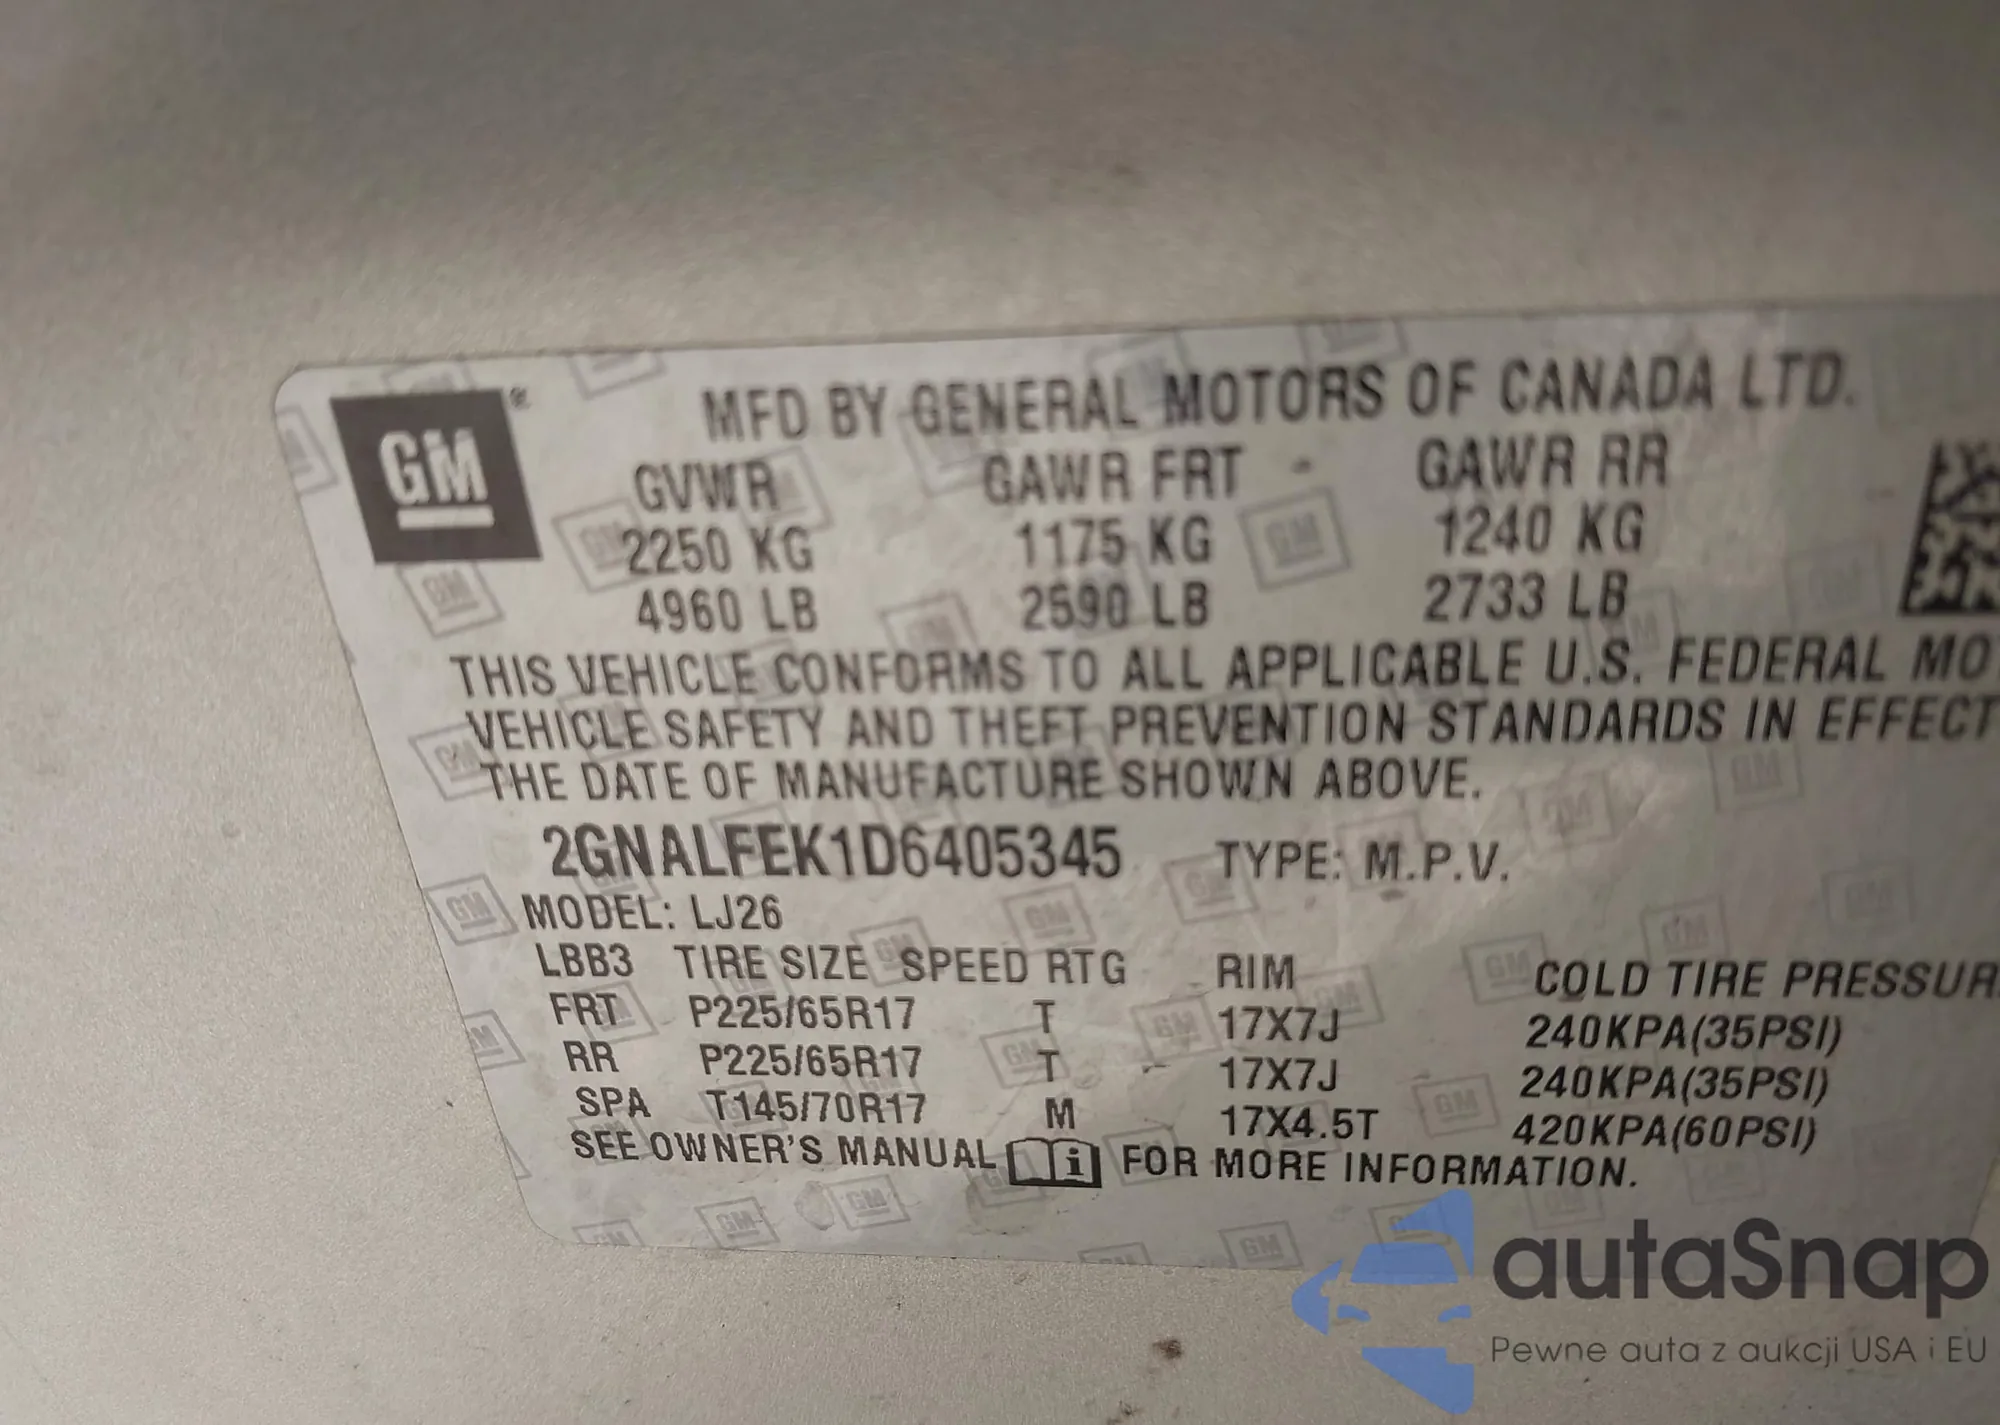 GM ®
MFD BY GENERAL MOTORS OF CANADA LTD.
GVWR GAWR FRT GAWR RR
2250 KG 1175 KG 1240 KG
4960 LB 2590 LB 2733 LB
THIS VEHICLE CONFORMS TO ALL APPLICABLE U.S. FEDERAL MO
VEHICLE SAFETY AND THEFT PREVENTION STANDARDS IN EFFECT
THE DATE OF MANUFACTURE SHOWN ABOVE.
2GNALFEK1D6405345 TYPE: M.P.V.
MODEL: LJ26
LBB3 TIRE SIZE SPEED RTG RIM COLD TIRE PRESSUR
FRT P225/65R17 T 17X7J 240KPA(35PSI)
RR P225/65R17 T 17X7J 240KPA(35PSI)
SPA T145/70R17 M 17X4.5T 420KPA(60PSI)
SEE OWNER'S MANUAL i FOR MORE INFORMATION.
autaSnap
Pewne auta z aukcji USA i EU